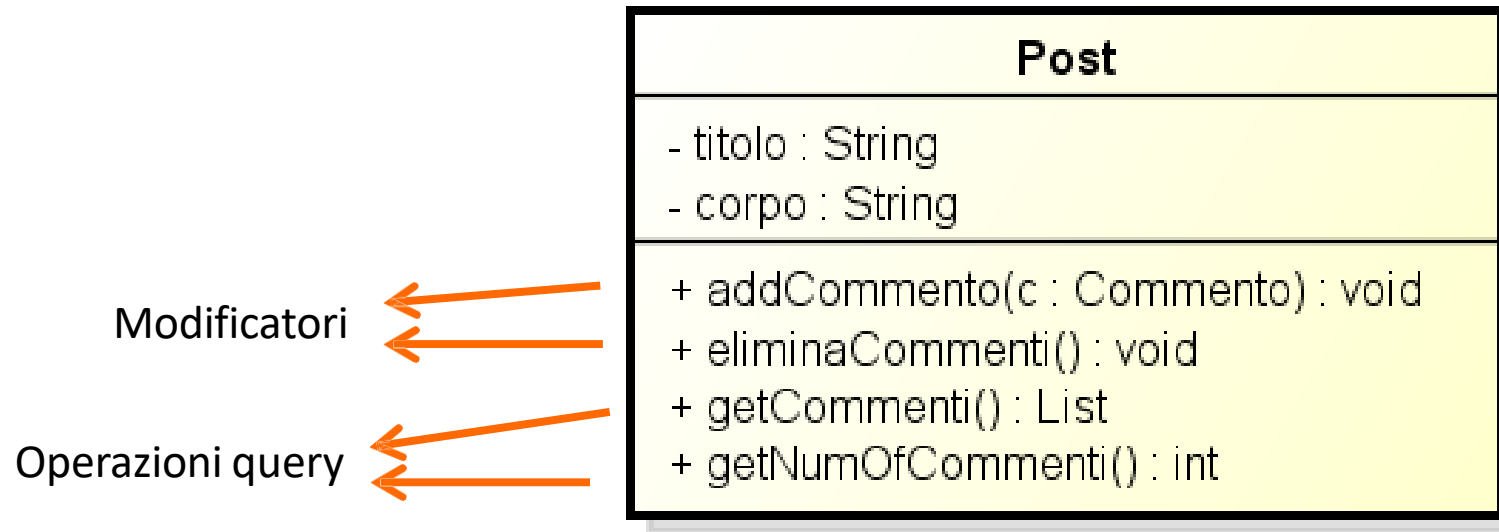 Post
- titolo : String
- corpo : String
Modificatori
+ addCommento(c : Commento) : void
+ eliminaCommenti() : void
Operazioni query
+ getCommenti() : List
+ getNumOfCommenti() : int